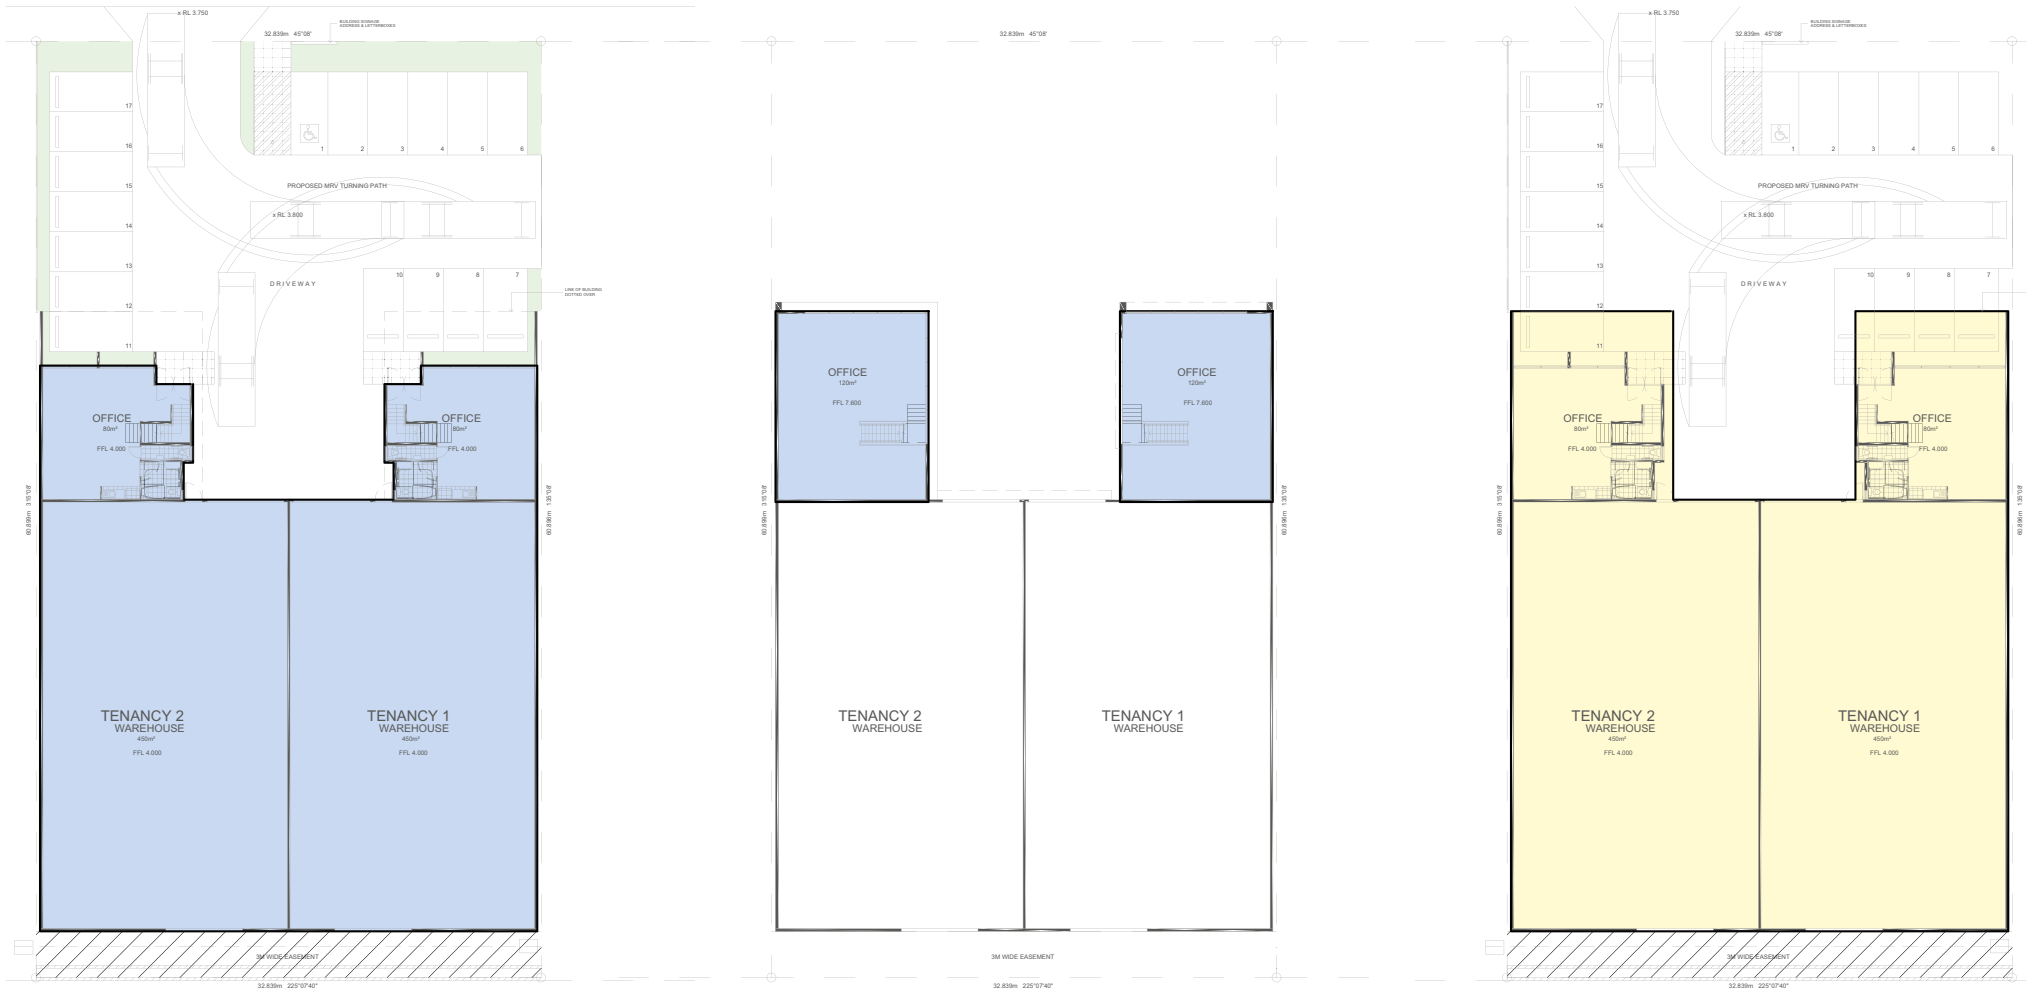 x RL 3.750
BUILDING SIGNAGE
ADDRESS & LETTERBOXES
32.839m 45°08'
17
16
15
14
13
12
11
1
2
3
4
5
6
PROPOSED MRV TURNING PATH
x RL 3.800
DRIVEWAY
10
9
8
7
LINE OF BUILDING
DOTTED OVER
OFFICE
80m²
FFL 4.000
OFFICE
80m²
FFL 4.000
60.899m 315°08'
60.896m 135°08'
TENANCY 2
WAREHOUSE
450m²
FFL 4.000
TENANCY 1
WAREHOUSE
450m²
FFL 4.000
3M WIDE EASEMENT
32.839m 225°07'40"
32.839m 45°08'
OFFICE
120m²
FFL 7.600
OFFICE
120m²
FFL 7.600
60.899m 315°08'
60.896m 135°08'
TENANCY 2
WAREHOUSE
TENANCY 1
WAREHOUSE
3M WIDE EASEMENT
32.839m 225°07'40"
x RL 3.750
BUILDING SIGNAGE
ADDRESS & LETTERBOXES
32.839m 45°08'
17
16
15
14
13
12
11
1
2
3
4
5
6
PROPOSED MRV TURNING PATH
x RL 3.800
DRIVEWAY
10
9
8
7
OFFICE
80m²
FFL 4.000
OFFICE
80m²
FFL 4.000
60.899m 315°08'
60.896m 135°08'
TENANCY 2
WAREHOUSE
450m²
FFL 4.000
TENANCY 1
WAREHOUSE
450m²
FFL 4.000
3M WIDE EASEMENT
32.839m 225°07'40"